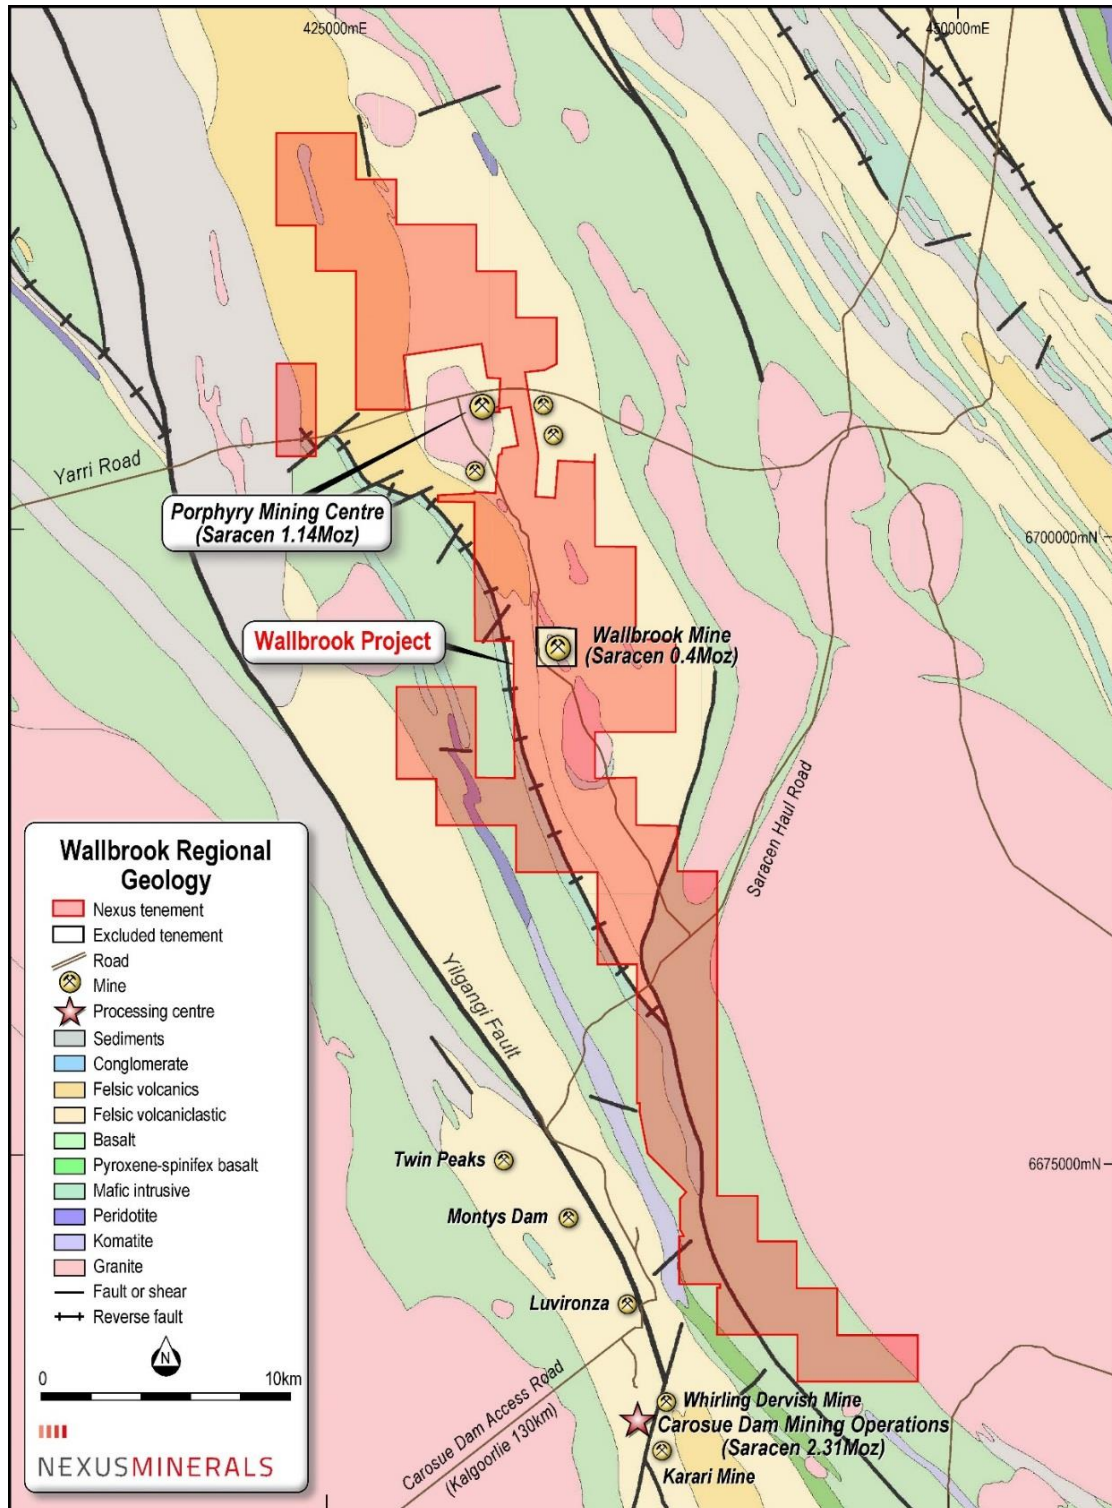 425000mE
450000mE
Yarri Road
Porphyry Mining Centre
(Saracen 1.14Moz)
6700000mN
Wallbrook Project
Wallbrook Mine
(Saracen 0.4Moz)
Saracen Haul Road
Yilgangi Fault
Wallbrook Regional
Geology
Nexus tenement
Excluded tenement
Road
Mine
Processing centre
Sediments
Conglomerate
Felsic volcanics
Felsic volcaniclastic
Basalt
Pyroxene-spinifex basalt
Mafic intrusive
Peridotite
Komatite
Granite
Fault or shear
Reverse fault
N
0
10km
NEXUSMINERALS
Twin Peaks
6675000mN
Montys Dam
Luvironza
Carosue Dam Access Road
(Kalgoorlie 130km)
Whirling Dervish Mine
Carosue Dam Mining Operations
(Saracen 2.31Moz)
Karari Mine